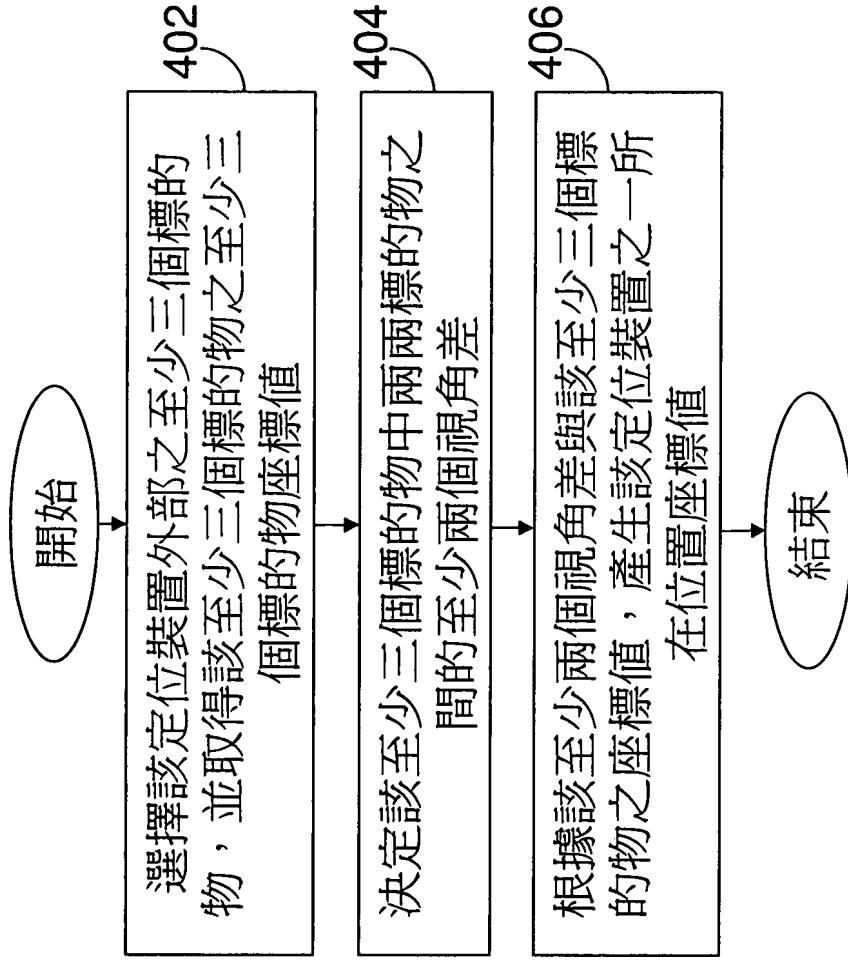 開始
402
選擇該定位裝置外部之至少三個標的
物，並取得該至少三個標的物之至少三
個標的物座標值
404
決定該至少三個標的物中兩兩標的物之
間的至少兩個視角差
406
根據該至少兩個視角差與該至少三個標
的物之座標值，產生該定位裝置之一所
在位置座標值
結束